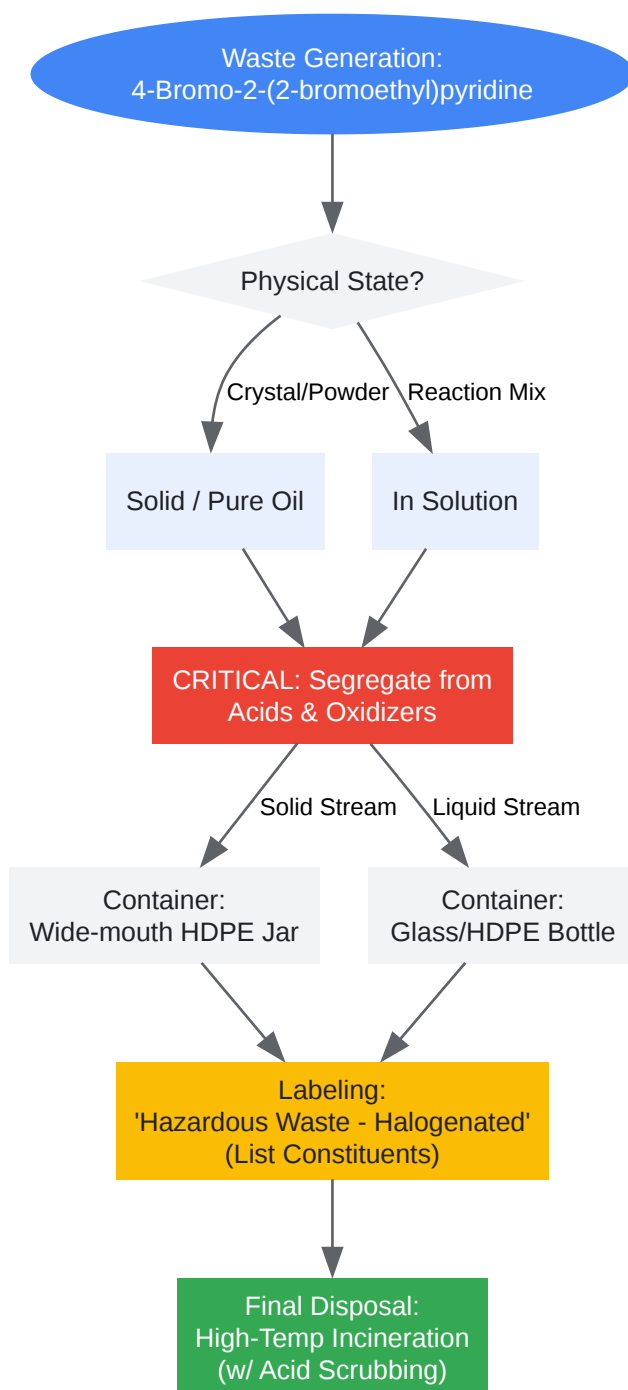 Waste Generation:
4-Bromo-2-(2-bromoethyl)pyridine
Physical State?
Crystal/Powder
Reaction Mix
Solid / Pure Oil
In Solution
CRITICAL: Segregate from
Acids & Oxidizers
Solid Stream
Liquid Stream
Container:
Wide-mouth HDPE Jar
Container:
Glass/HDPE Bottle
Labeling:
'Hazardous Waste - Halogenated'
(List Constituents)
Final Disposal:
High-Temp Incineration
(w/ Acid Scrubbing)